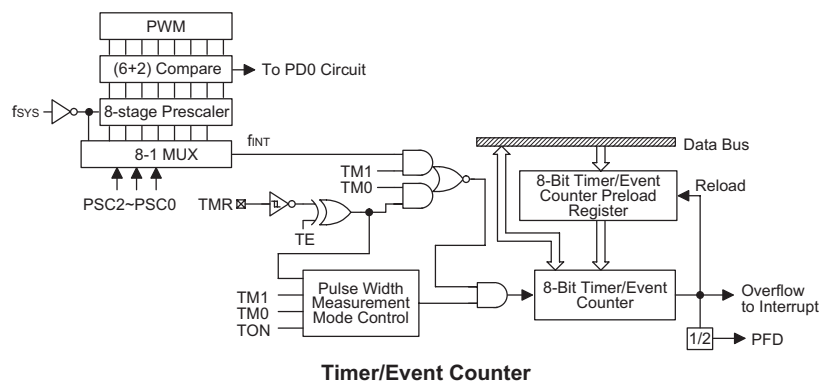 PWM
(6+2) Compare
To PD0 Circuit
fSYS
8-stage Prescaler
8-1 MUX
fINT
PSC2~PSC0
TM1
TM0
TMR
TE
Data Bus
8-Bit Timer/Event
Counter Preload
Register
Reload
TM1
TM0
TON
Pulse Width
Measurement
Mode Control
8-Bit Timer/Event
Counter
Overflow
to Interrupt
1/2
PFD
Timer/Event Counter